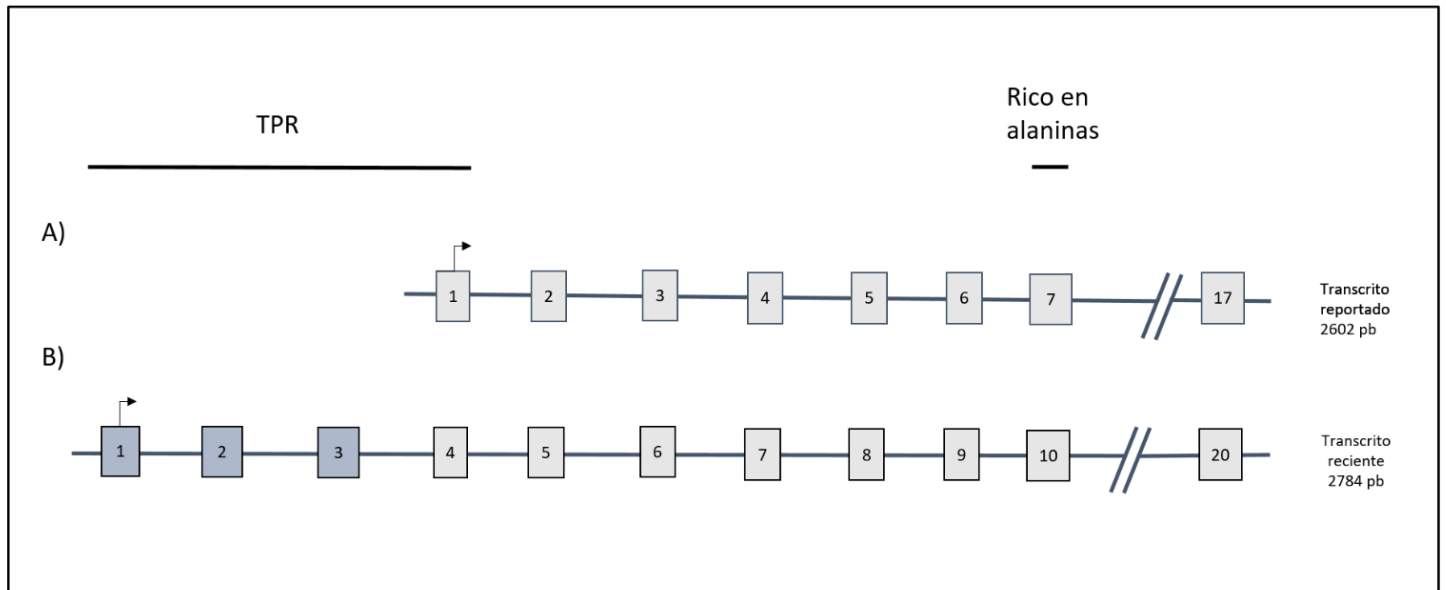 TPR
Rico en
alaninas
A)
1 2 3 4 5 6 7 17
Transcrito
reportado
2602 pb
B)
1 2 3 4 5 6 7 8 9 10 20
Transcrito
reciente
2784 pb